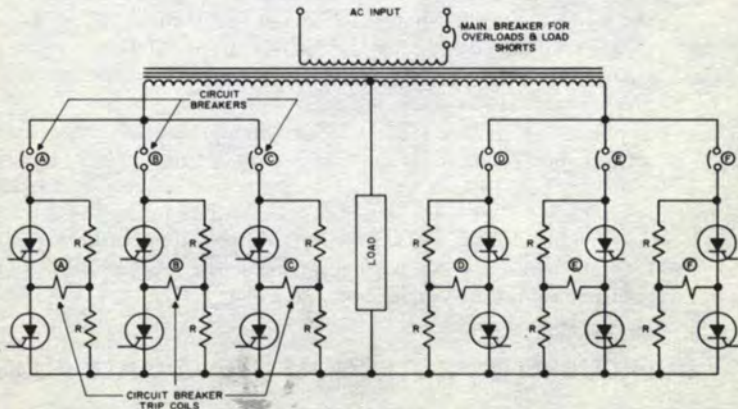 AC INPUT
MAIN BREAKER FOR
OVERLOADS & LOAD
SHORTS
CIRCUIT
BREAKERS
A
B
C
D
E
F
R
R
R
R
R
R
A
B
C
LOAD
D
E
F
R
R
R
R
R
R
CIRCUIT BREAKER
TRIP COILS